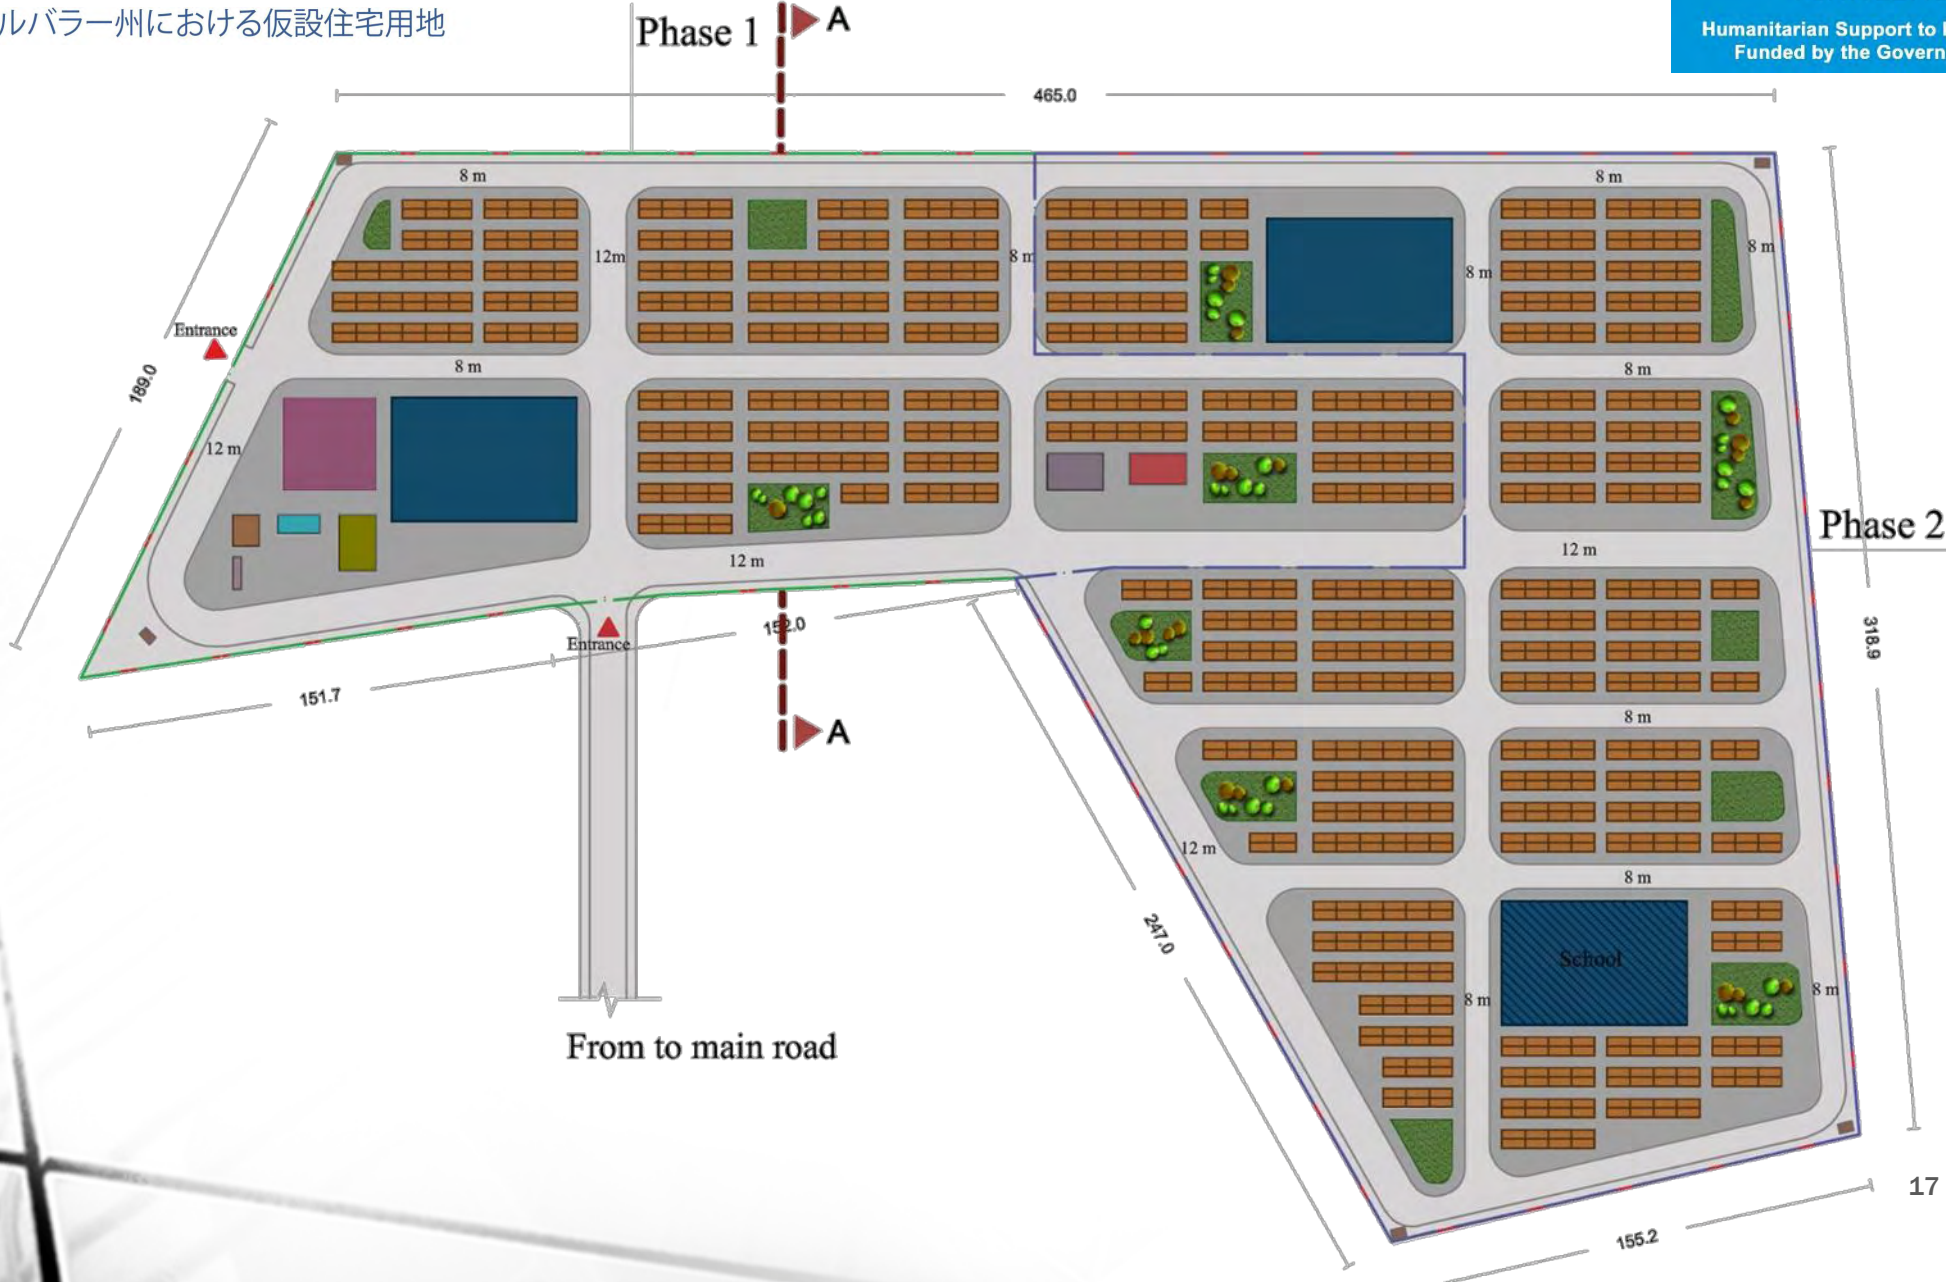 ルバラー州における仮設住宅用地
Humanitarian Support to
Funded by the Govern
Phase 1
A
465.0
8 m
8 m
12m
8 m
8 m
8 m
Entrance
189.0
8 m
8 m
12 m
Phase 2
12 m
12 m
152.0
Entrance
151.7
318.9
A
8 m
12 m
8 m
247.0
School
8 m
8 m
From to main road
17
155.2